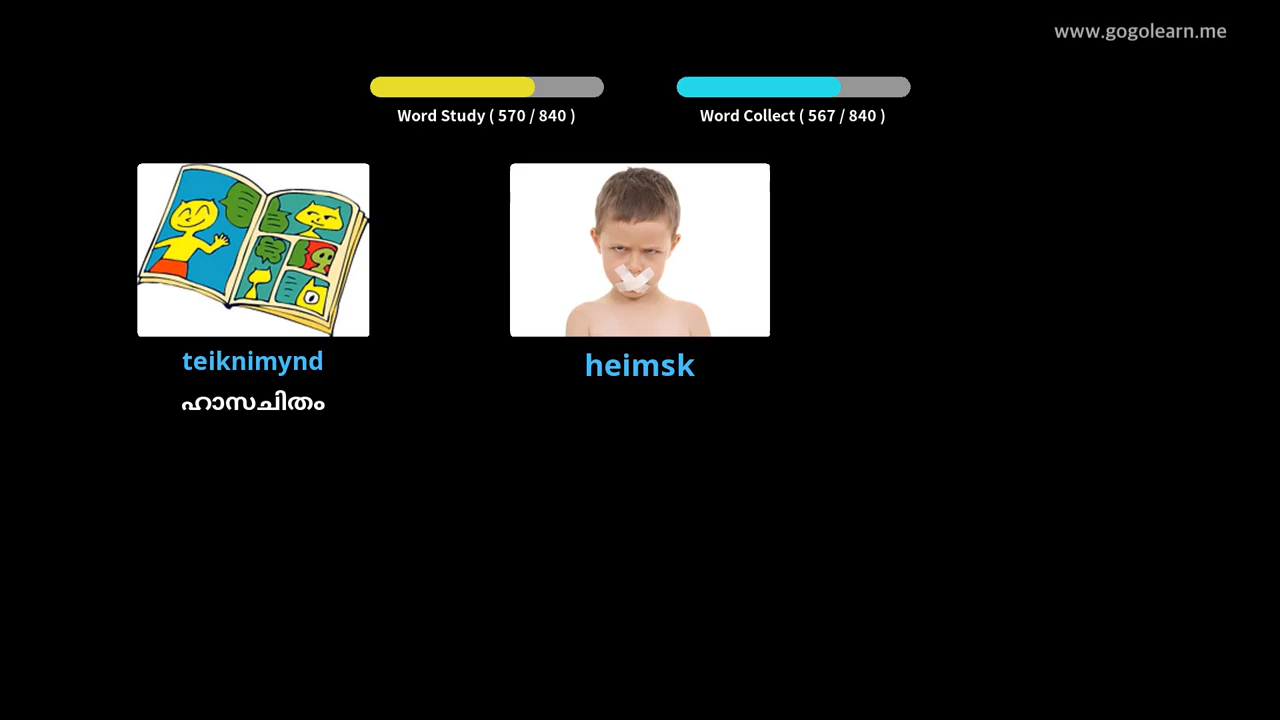 www.gogolearn.me
Word Study ( 570 / 840 )
Word Collect ( 567 / 840 )
teiknimynd
ഹാസചിതം
heimsk